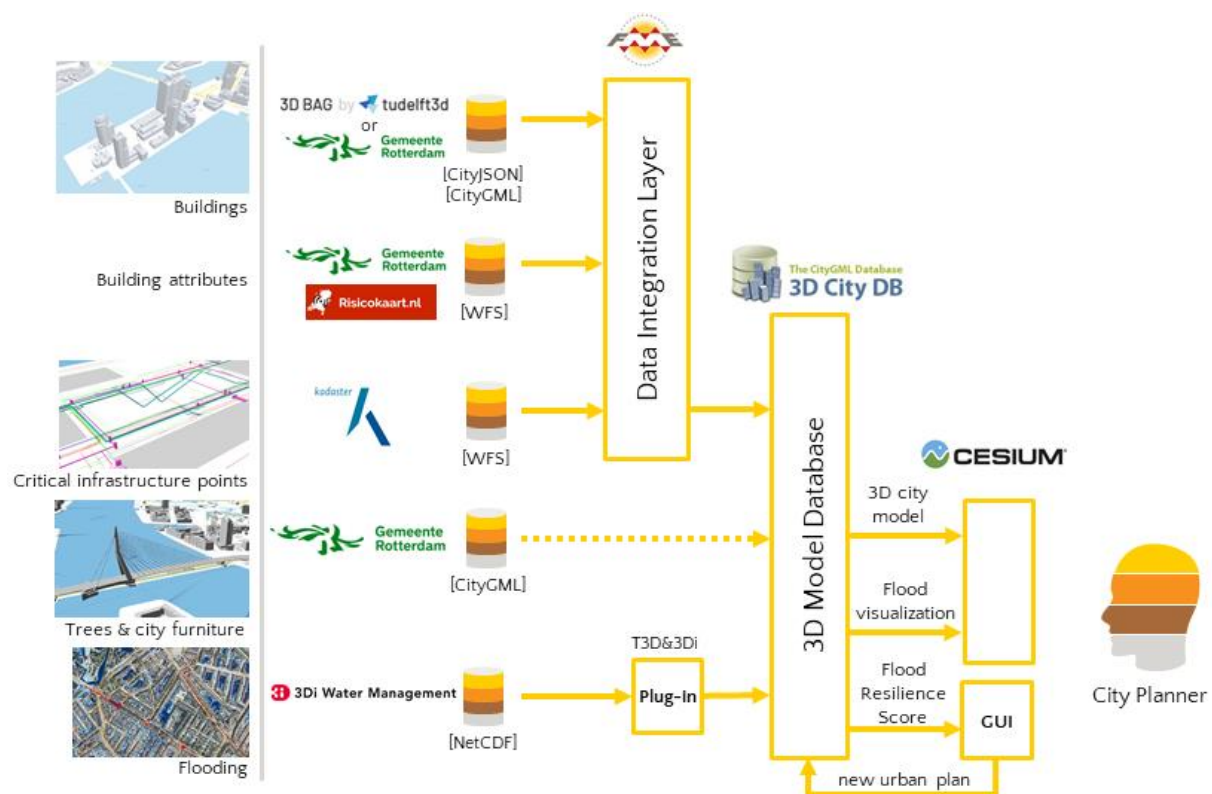 FME
3D BAG by tudelft3d
or
Gemeente
Rotterdam
[CityJSON]
[CityGML]
Buildings
Data Integration Layer
Building attributes
Gemeente
Rotterdam
Risicokaart.nl
[WFS]
The CityGML Database
3D City DB
kadaster
[WFS]
Critical infrastructure points
3D Model Database
CESIUM
3D city
model
Gemeente
Rotterdam
[CityGML]
Trees & city furniture
Flood
visualization
T3D&3Di
3Di Water Management
Plug-in
[NetCDF]
Flooding
Flood
Resilience
Score
GUI
new urban plan
City Planner